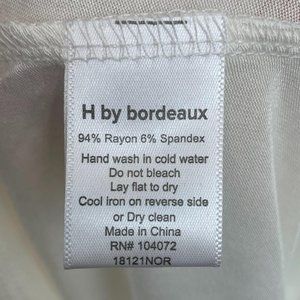 H by bordeaux
94% Rayon 6% Spandex
Hand wash in cold water
Do not bleach
Lay flat to dry
Cool iron on reverse side
or Dry clean
Made in China
RN# 104072
18121NOR